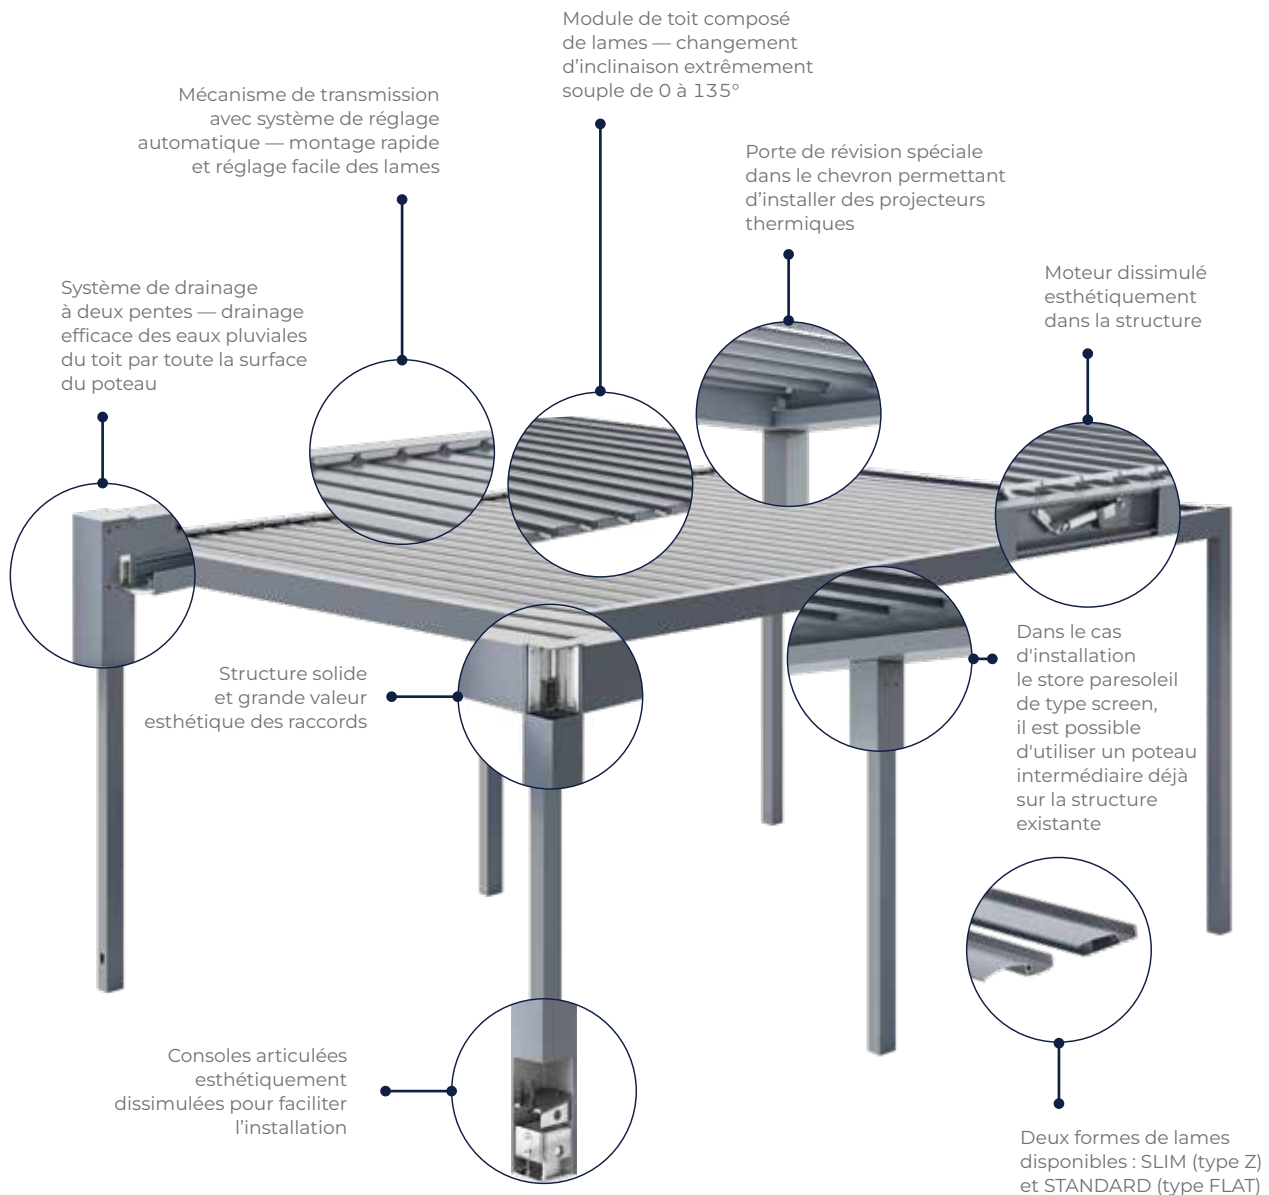 Module de toit composé
de lames — changement
d’inclinaison extrêmement
souple de 0 à 135°
Mécanisme de transmission
avec système de réglage
automatique — montage rapide
et réglage facile des lames
Porte de révision spéciale
dans le chevron permettant
d’installer des projecteurs
thermiques
Moteur dissimulé
esthétiquement
dans la structure
Système de drainage
à deux pentes — drainage
efficace des eaux pluviales
du toit par toute la surface
du poteau
Structure solide
et grande valeur
esthétique des raccords
Dans le cas
d'installation
le store paresoleil
de type screen,
il est possible
d'utiliser un poteau
intermédiaire déjà
sur la structure
existante
Consoles articulées
esthétiquement
dissimulées pour faciliter
l’installation
Deux formes de lames
disponibles : SLIM (type Z)
et STANDARD (type FLAT)